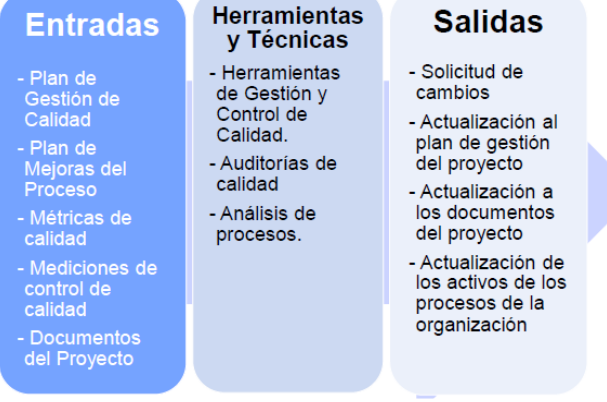 Entradas
- Plan de
Gestión de
Calidad
- Plan de
Mejoras del
Proceso
- Métricas de
calidad
- Mediciones de
control de
calidad
- Documentos
del Proyecto
Herramientas
y Técnicas
- Herramientas
de Gestión y
Control de
Calidad.
- Auditorías de
calidad
- Análisis de
procesos.
Salidas
- Solicitud de
cambios
- Actualización al
plan de gestión
del proyecto
- Actualización a
los documentos
del proyecto
- Actualización de
los activos de los
procesos de la
organización